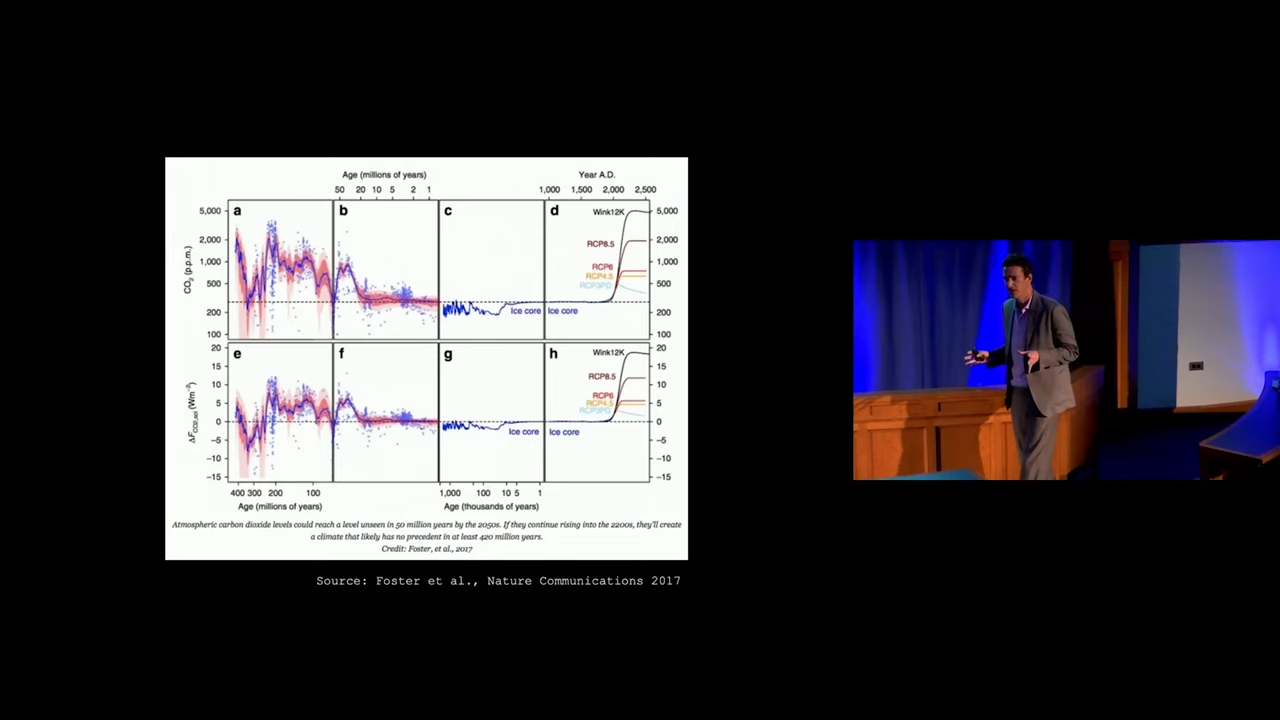 Age (millions of years)
Year A.D.
50 20 10 5 2 1
1,000 1,500 2,000 2,500
a b c d
5,000
2,000
1,000
500
200
100
CO2 (p.p.m.)
Wink12K
RCP8.5
RCP6
RCP4.5
RCP3PD
Ice core
Ice core
5,000
2,000
1,000
500
200
100
e f g h
20
15
10
5
0
−5
−10
−15
ΔFCO2,sol (Wm−2)
Wink12K
RCP8.5
RCP6
RCP4.5
RCP3PD
Ice core
Ice core
20
15
10
5
0
−5
−10
−15
400 300 200 100
1,000 100 10 5 1
Age (millions of years)
Age (thousands of years)
Atmospheric carbon dioxide levels could reach a level unseen in 50 million years by the 2050s. If they continue rising into the 2200s, they'll create
a climate that likely has no precedent in at least 420 million years.
Credit: Foster, et al., 2017
Source: Foster et al., Nature Communications 2017